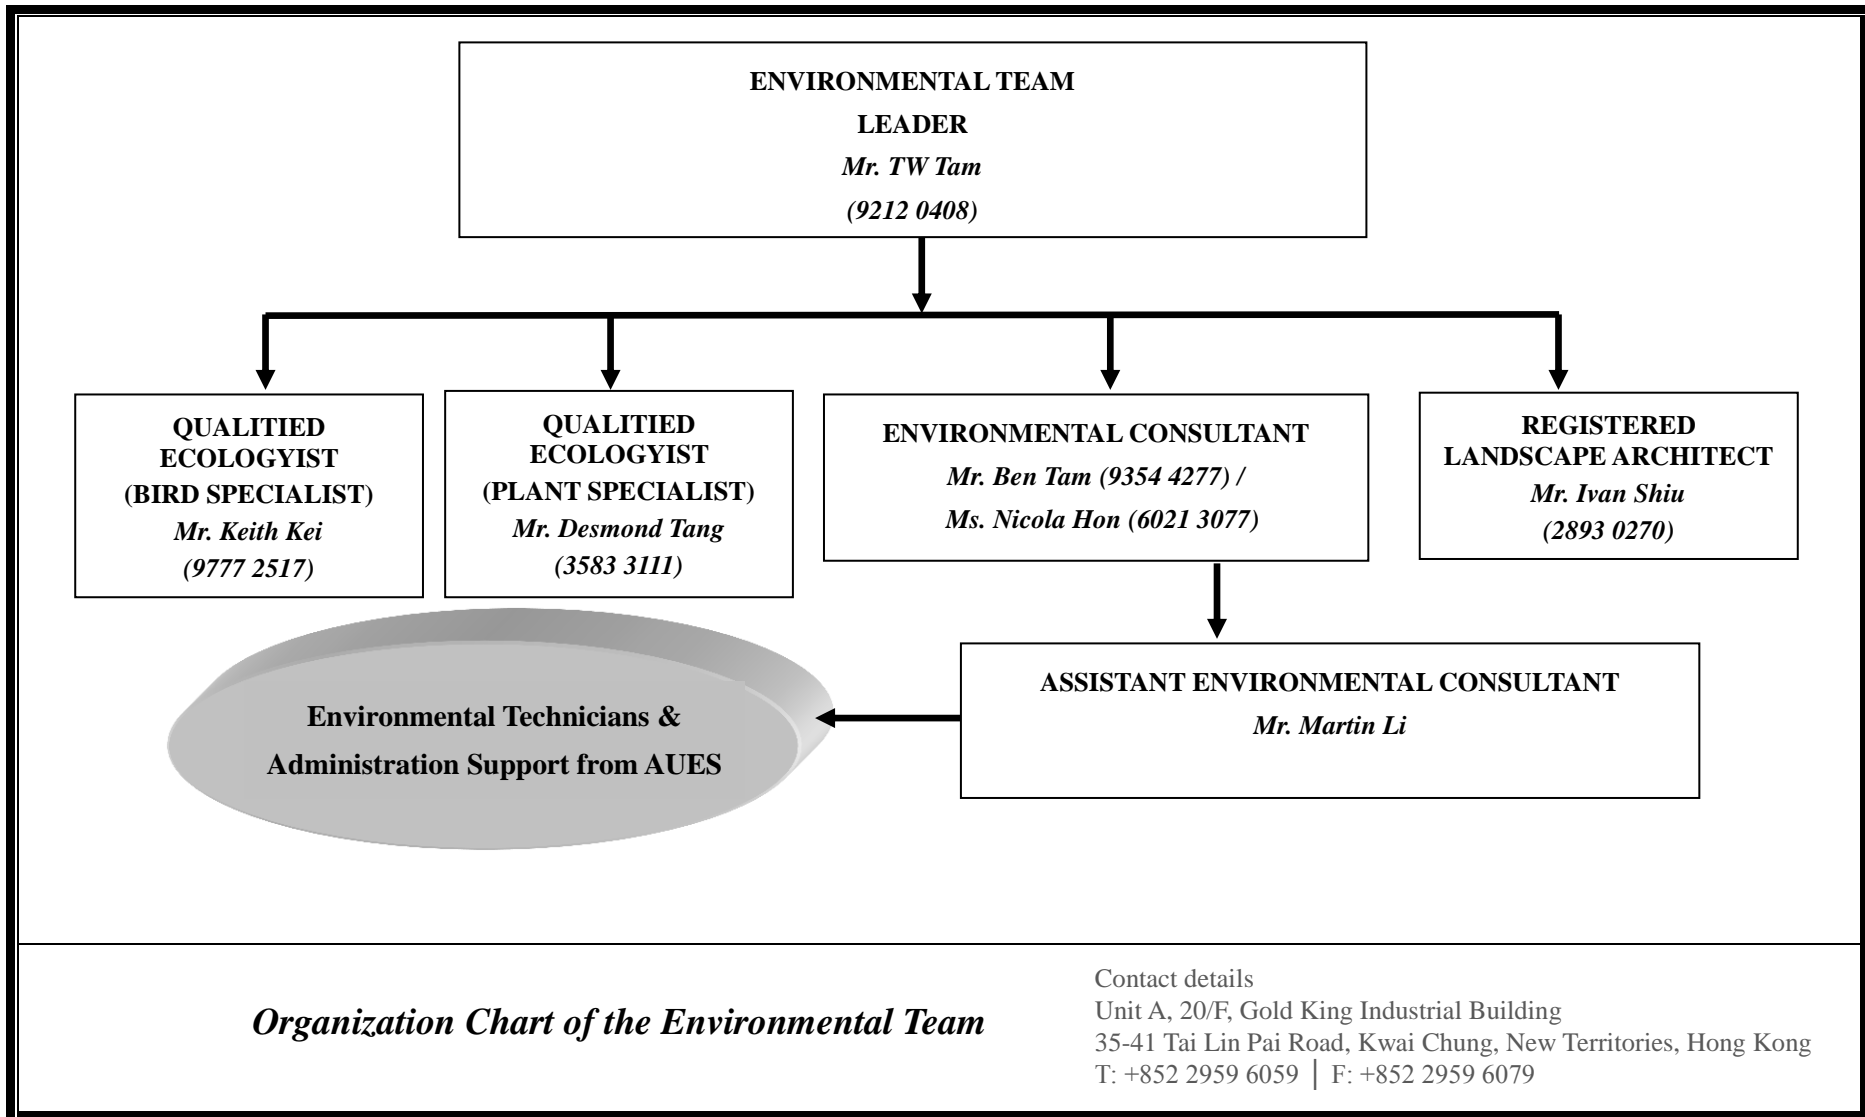 ENVIRONMENTAL TEAM
LEADER
Mr. TW Tam
(9212 0408)
QUALITIED
ECOLOGYIST
(BIRD SPECIALIST)
Mr. Keith Kei
(9777 2517)
QUALITIED
ECOLOGYIST
(PLANT SPECIALIST)
Mr. Desmond Tang
(3583 3111)
ENVIRONMENTAL CONSULTANT
Mr. Ben Tam (9354 4277) /
Ms. Nicola Hon (6021 3077)
REGISTERED
LANDSCAPE ARCHITECT
Mr. Ivan Shiu
(2893 0270)
ASSISTANT ENVIRONMENTAL CONSULTANT
Mr. Martin Li
Environmental Technicians &
Administration Support from AUES
Organization Chart of the Environmental Team
Contact details
Unit A, 20/F, Gold King Industrial Building
35-41 Tai Lin Pai Road, Kwai Chung, New Territories, Hong Kong
T: +852 2959 6059 │ F: +852 2959 6079